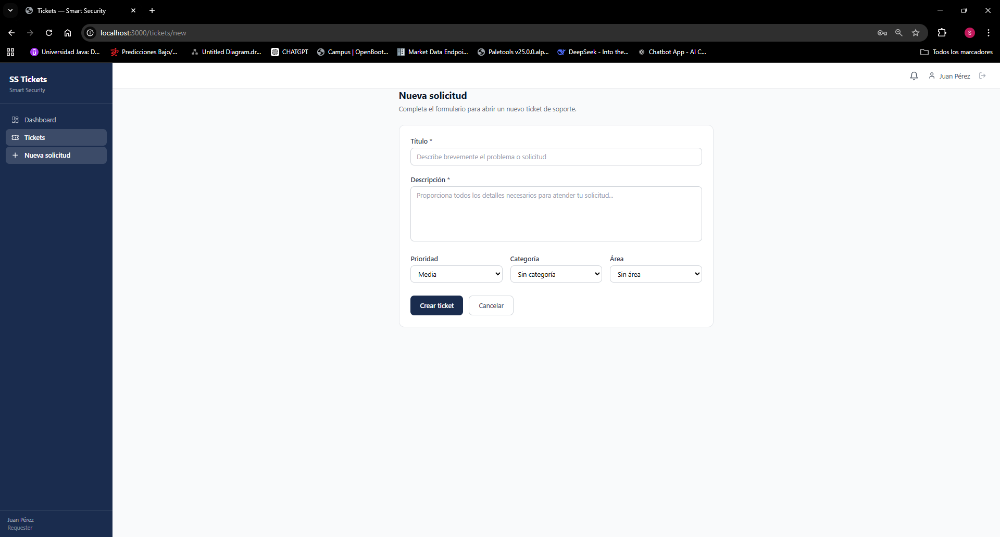 Tickets — Smart Security
localhost:3000/tickets/new
S
Universidad Java: D...
Predicciones Bajo/...
Untitled Diagram.dr...
CHATGPT
Campus | OpenBoot...
Market Data Endpoi...
Paletools v25.0.0.alp...
DeepSeek - Into the...
Chatbot App - AI C...
Todos los marcadores
SS Tickets
Smart Security
Dashboard
Tickets
Nueva solicitud
Juan Pérez
Requester
Juan Pérez
Nueva solicitud
Completa el formulario para abrir un nuevo ticket de soporte.
Título *
Describe brevemente el problema o solicitud
Descripción *
Proporciona todos los detalles necesarios para atender tu solicitud...
Prioridad Categoría Área
Media Sin categoría Sin área
Crear ticket Cancelar